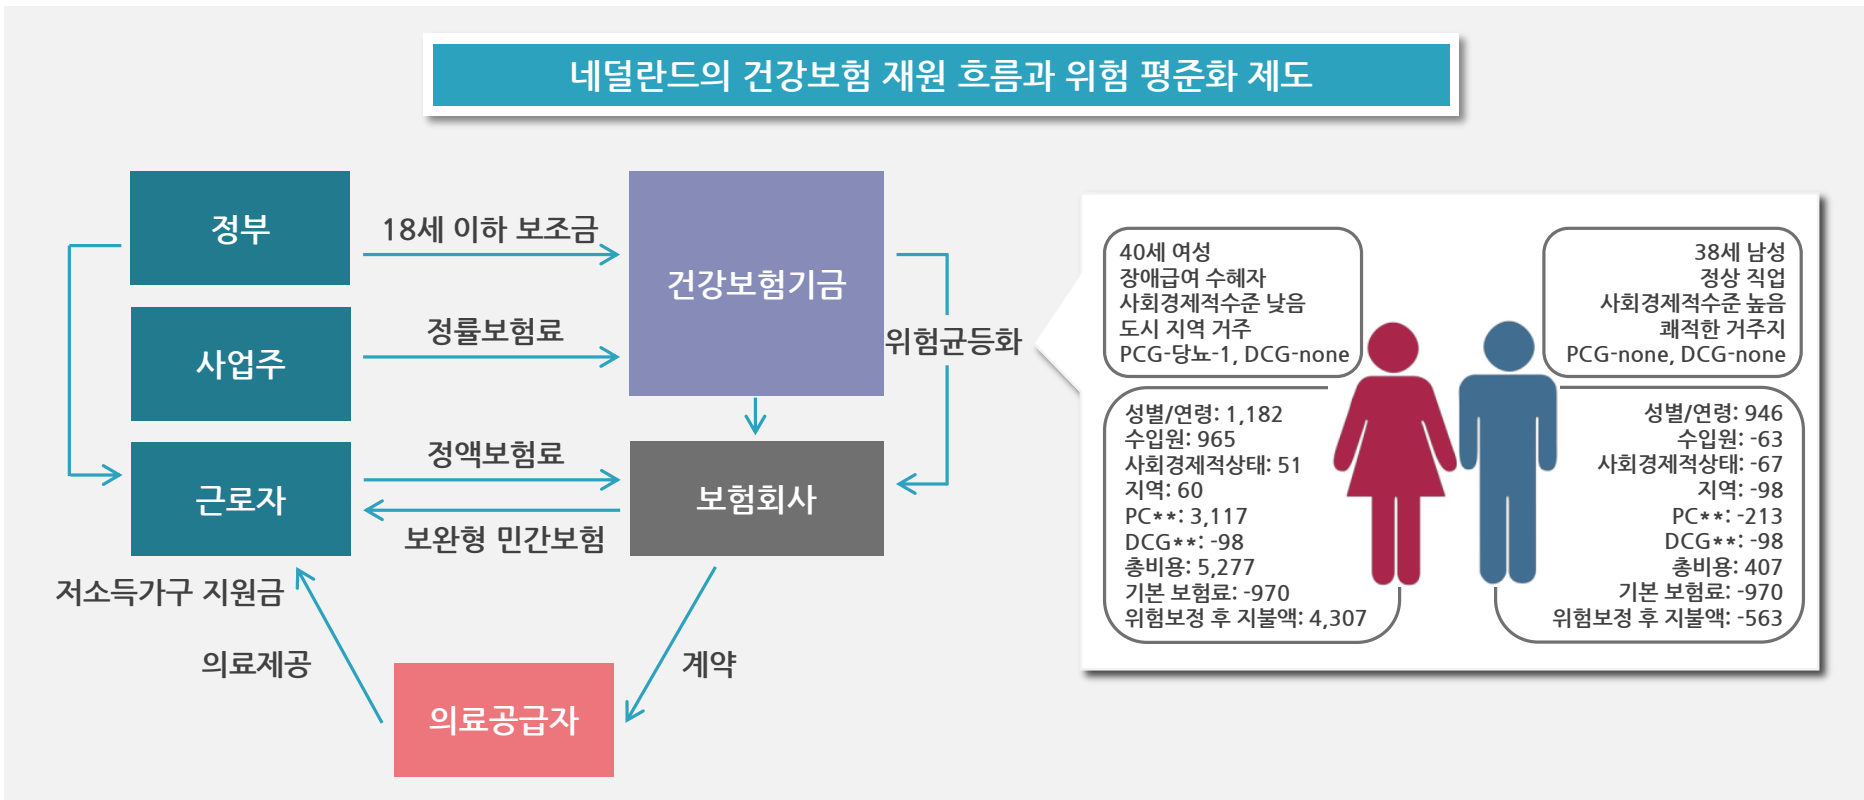 네덜란드의 건강보험 재원 흐름과 위험 평준화 제도
정부
18세 이하 보조금
건강보험기금
사업주
정률보험료
위험균등화
근로자
정액보험료
보험회사
보완형 민간보험
저소득가구 지원금
의료제공
계약
의료공급자
40세 여성
장애급여 수혜자
사회경제적수준 낮음
도시 지역 거주
PCG-당뇨-1, DCG-none
38세 남성
정상 직업
사회경제적수준 높음
쾌적한 거주지
PCG-none, DCG-none
성별/연령: 1,182
수입원: 965
사회경제적상태: 51
지역: 60
PC**: 3,117
DCG**: -98
총비용: 5,277
기본 보험료: -970
위험보정 후 지불액: 4,307
성별/연령: 946
수입원: -63
사회경제적상태: -67
지역: -98
PC**: -213
DCG**: -98
총비용: 407
기본 보험료: -970
위험보정 후 지불액: -563